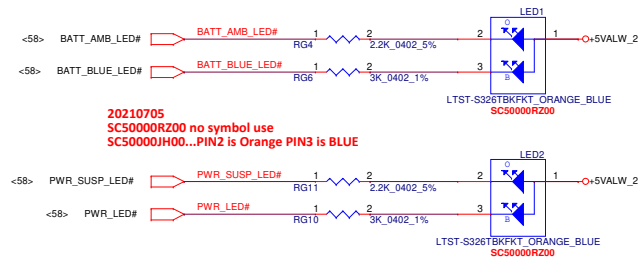 LED1
<58> BATT_AMB_LED# BATT_AMB_LED# 1 2 2 O 1 +5VALW_2
RG4 2.2K_0402_5%
<58> BATT_BLUE_LED# BATT_BLUE_LED# 1 2 3 B
RG6 3K_0402_1%
LTST-S326TBKFKT_ORANGE_BLUE
SC50000RZ00
20210705
SC50000RZ00 no symbol use
SC50000JH00...PIN2 is Orange PIN3 is BLUE
LED2
<58> PWR_SUSP_LED# PWR_SUSP_LED# 1 2 2 O 1 +5VALW_2
RG11 2.2K_0402_5%
<58> PWR_LED# PWR_LED# 1 2 3 B
RG10 3K_0402_1%
LTST-S326TBKFKT_ORANGE_BLUE
SC50000RZ00